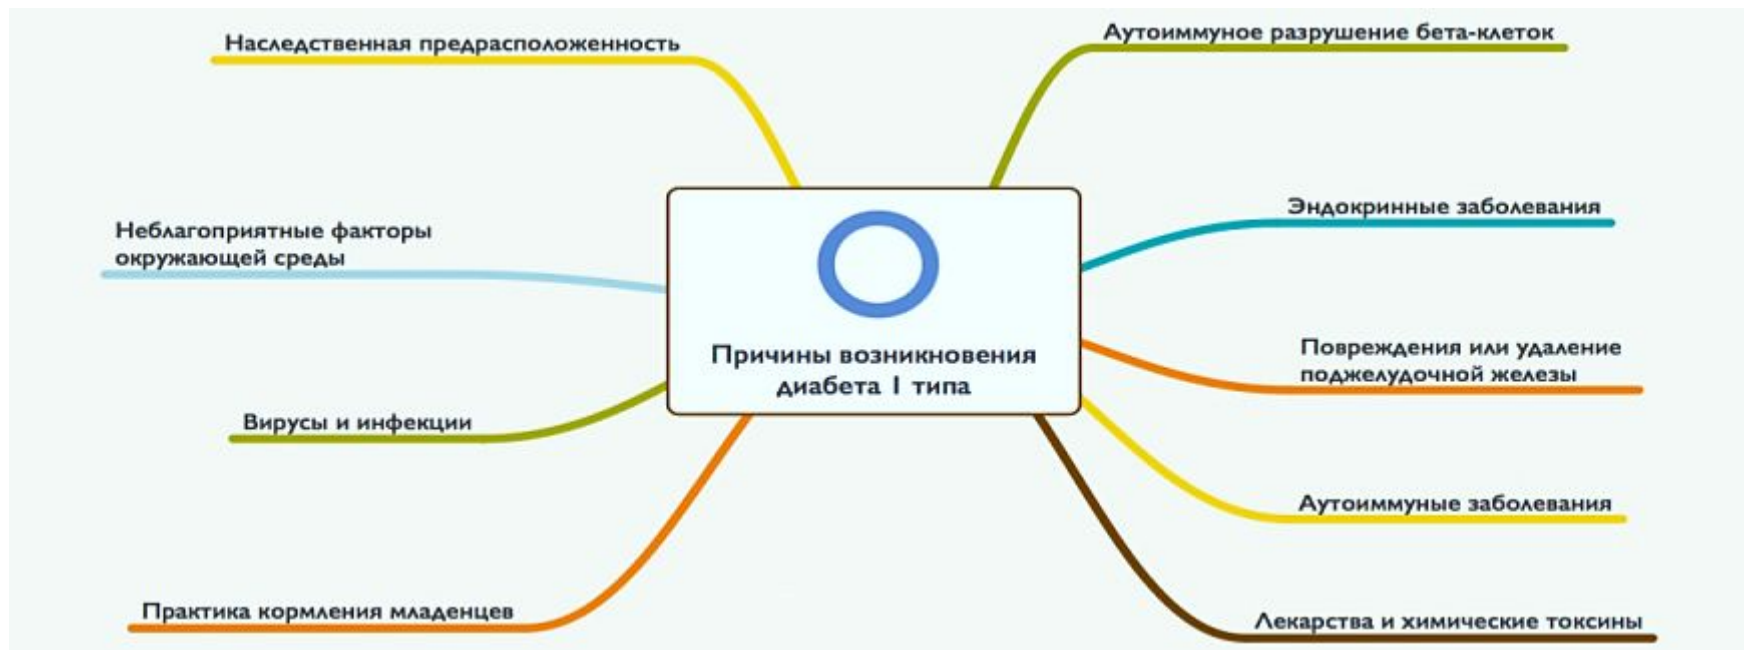 Наследственная предрасположенность
Аутоиммуное разрушение бета-клеток
Неблагоприятные факторы
окружающей среды
Эндокринные заболевания
Причины возникновения
диабета I типа
Повреждения или удаление
поджелудочной железы
Вирусы и инфекции
Аутоиммуные заболевания
Практика кормления младенцев
Лекарства и химические токсины